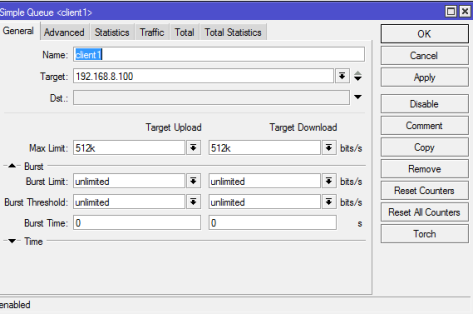 Simple Queue <client1>
General Advanced Statistics Traffic Total Total Statistics
Name: client1
Target: 192.168.8.100
Dst.:
Target Upload Target Download
Max Limit: 512k 512k bits/s
Burst
Burst Limit: unlimited unlimited bits/s
Burst Threshold: unlimited unlimited bits/s
Burst Time: 0 0 s
Time
OK
Cancel
Apply
Disable
Comment
Copy
Remove
Reset Counters
Reset All Counters
Torch
enabled